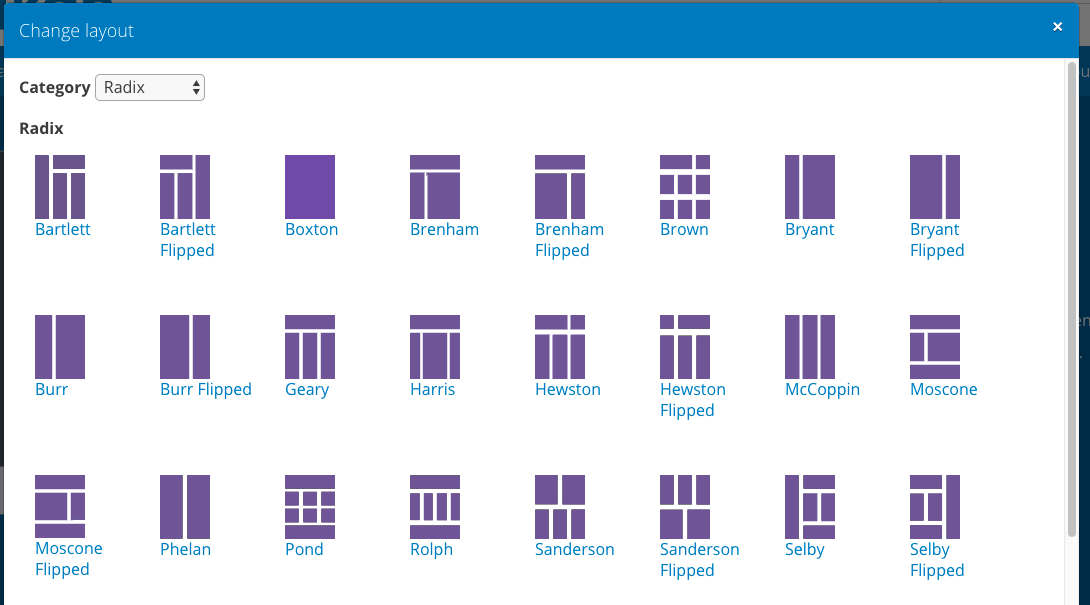 Change layout
×
Category Radix
Radix
Bartlett
Bartlett
Flipped
Boxton
Brenham
Brenham
Flipped
Brown
Bryant
Bryant
Flipped
Burr
Burr Flipped
Geary
Harris
Hewston
Hewston
Flipped
McCoppin
Moscone
Moscone
Flipped
Phelan
Pond
Rolph
Sanderson
Sanderson
Flipped
Selby
Selby
Flipped